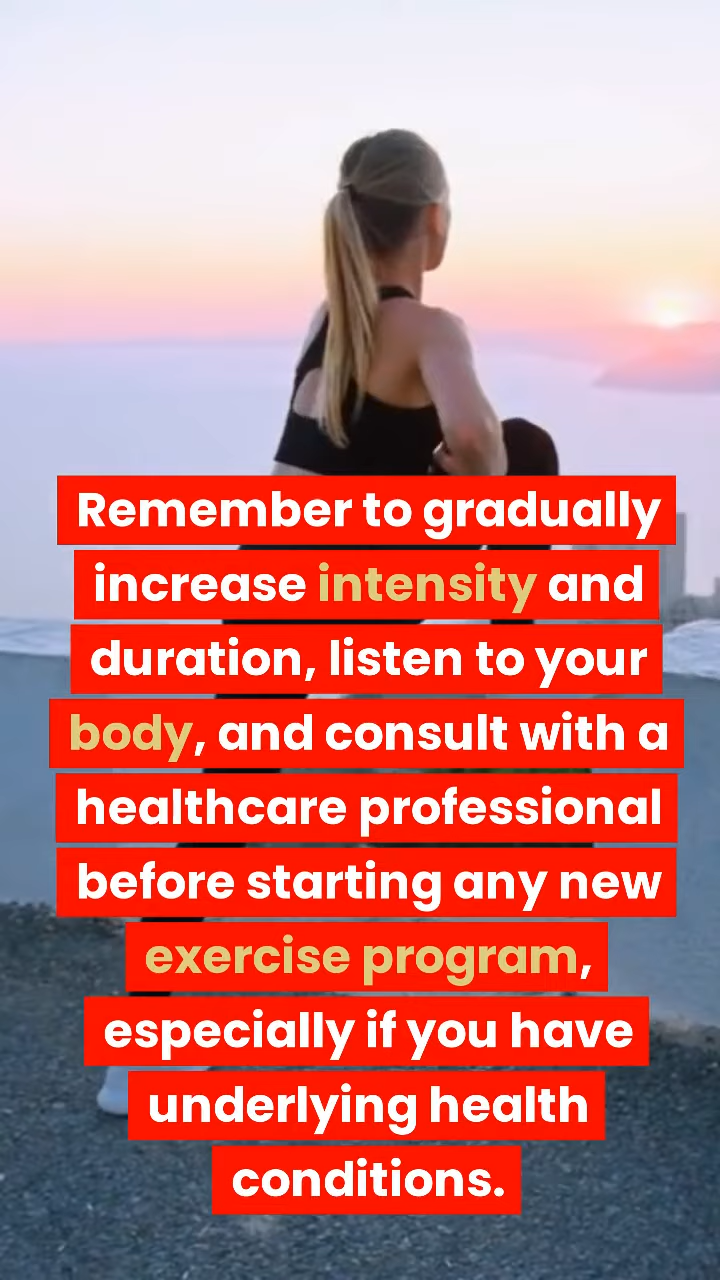 Remember to gradually
increase intensity and
duration, listen to your
body, and consult with a
healthcare professional
before starting any new
exercise program,
especially if you have
underlying health
conditions.